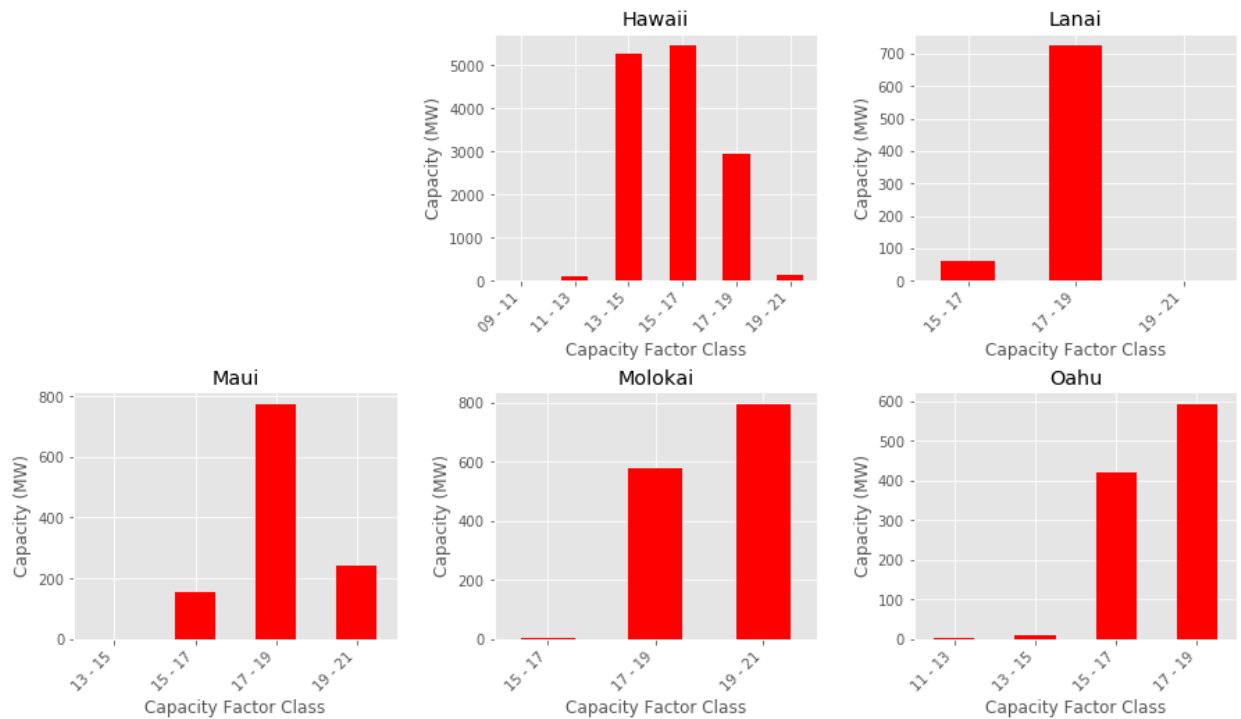 Hawaii
Capacity (MW)
5000
4000
3000
2000
1000
0
09 - 11
11 - 13
13 - 15
15 - 17
17 - 19
19 - 21
Capacity Factor Class
Lanai
Capacity (MW)
700
600
500
400
300
200
100
0
15 - 17
17 - 19
19 - 21
Capacity Factor Class
Maui
Capacity (MW)
800
600
400
200
0
13 - 15
15 - 17
17 - 19
19 - 21
Capacity Factor Class
Molokai
Capacity (MW)
800
600
400
200
0
15 - 17
17 - 19
19 - 21
Capacity Factor Class
Oahu
Capacity (MW)
600
500
400
300
200
100
0
11 - 13
13 - 15
15 - 17
17 - 19
Capacity Factor Class